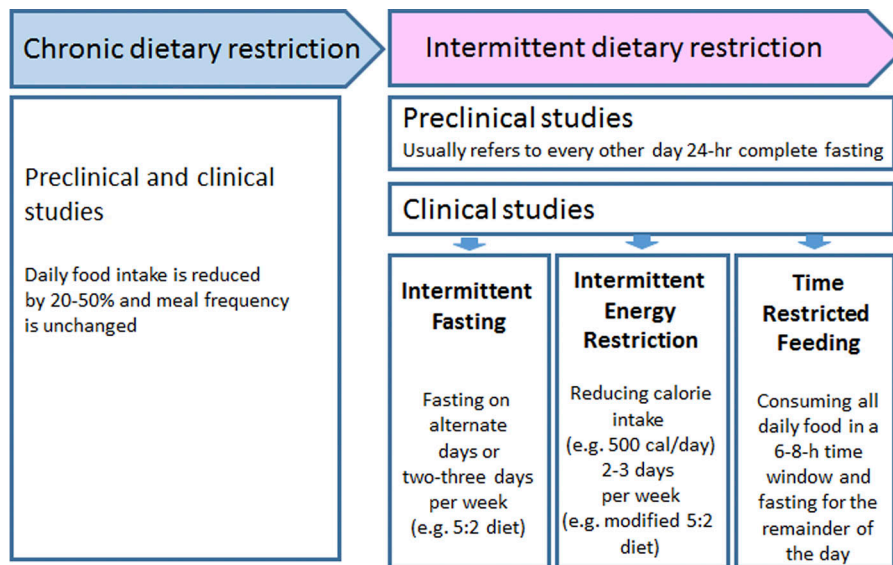 Chronic dietary restriction
Intermittent dietary restriction
Preclinical and clinical
studies
Daily food intake is reduced
by 20-50% and meal frequency
is unchanged
Preclinical studies
Usually refers to every other day 24-hr complete fasting
Clinical studies
Intermittent
Fasting
Fasting on
alternate
days or
two-three days
per week
(e.g. 5:2 diet)
Intermittent
Energy
Restriction
Reducing calorie
intake
(e.g. 500 cal/day)
2-3 days
per week
(e.g. modified 5:2
diet)
Time
Restricted
Feeding
Consuming all
daily food in a
6-8-h time
window and
fasting for the
remainder of
the day